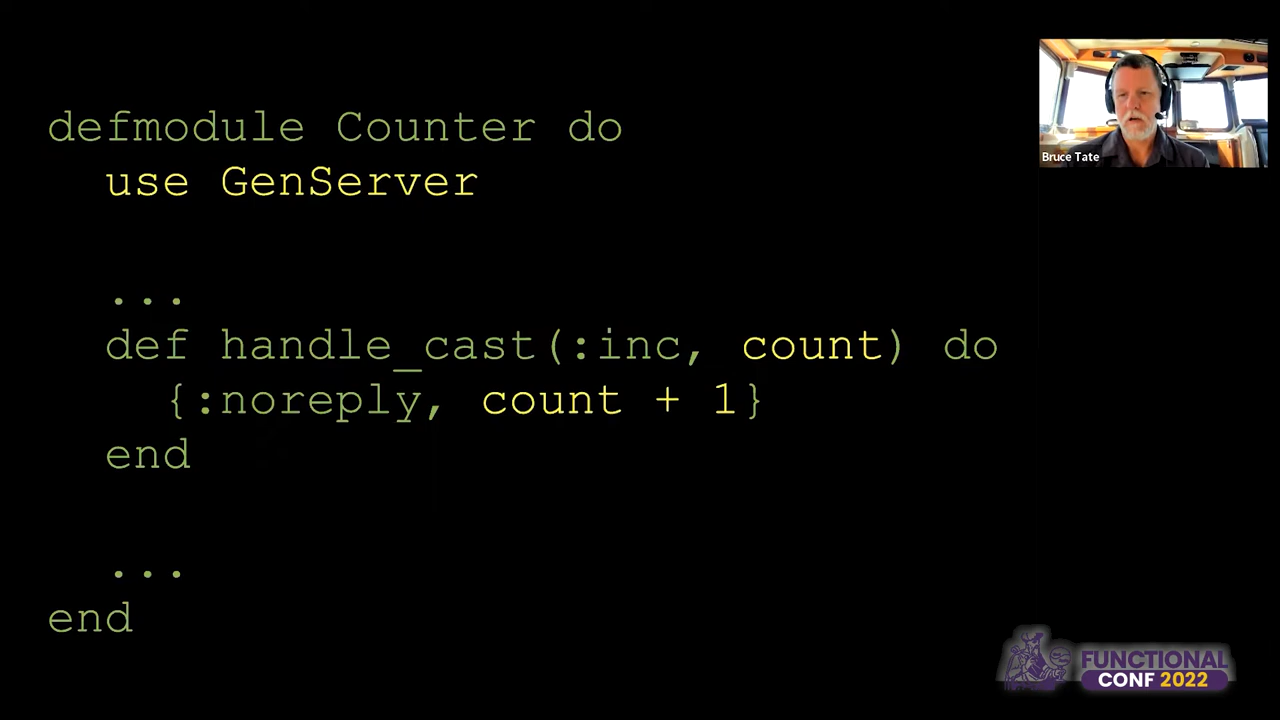 defmodule Counter do
use GenServer
...
def handle_cast(:inc, count) do
{:noreply, count + 1}
end
...
end
Bruce Tate
FUNCTIONAL
CONF 2022